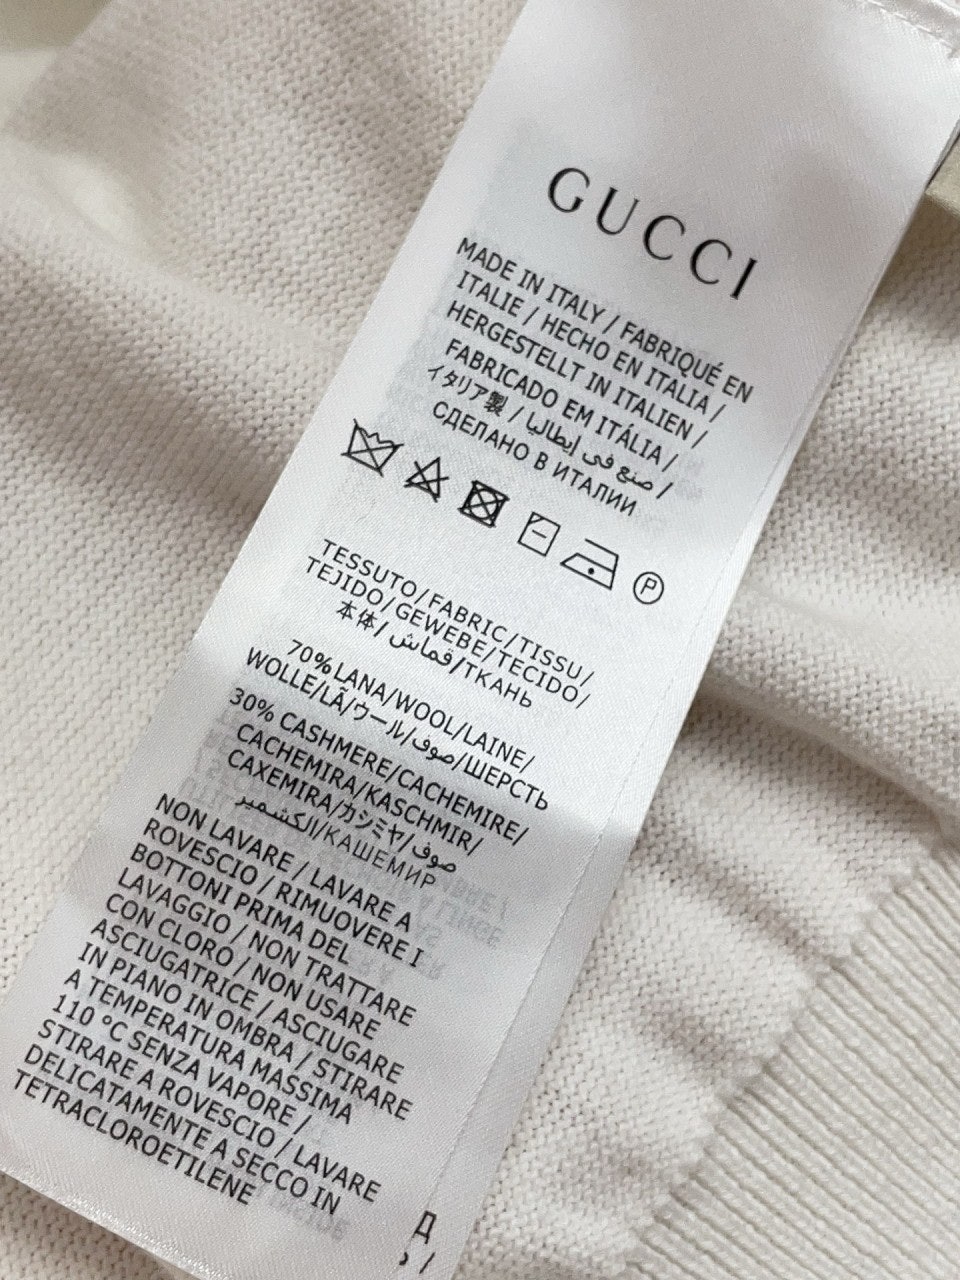 GUCCI
MADE IN ITALY / FABRIQUÉ EN
ITALIE / HECHO EN ITALIA /
HERGESTELLT IN ITALIEN /
FABRICADO EM ITÁLIA /
イタリア製 / صنع في إيطاليا /
СДЕЛАНО В ИТАЛИИ
P
TESSUTO/FABRIC/TISSU/
TEJIDO/GEWEBE/TECIDO/
本体/قماش/ТКАНЬ
70%LANA/WOOL/LAINE/
WOLLE/LÃ/ウール/صوف/ШЕРСТЬ
30% CASHMERE/CACHEMIRE/
CACHEMIRA/KASCHMIR/
CAXEMIRA/カシミヤ/صوف
الكشمير/КАШЕМИР
NON LAVARE / LAVARE A
ROVESCIO / RIMUOVERE I
BOTTONI PRIMA DEL
LAVAGGIO / NON TRATTARE
CON CLORO / NON USARE
ASCIUGATRICE / ASCIUGARE
IN PIANO IN OMBRA / STIRARE
A TEMPERATURA MASSIMA
110 °C SENZA VAPORE /
STIRARE A ROVESCIO / LAVARE
DELICATAMENTE A SECCO IN
TETRACLOROETILENE
Д